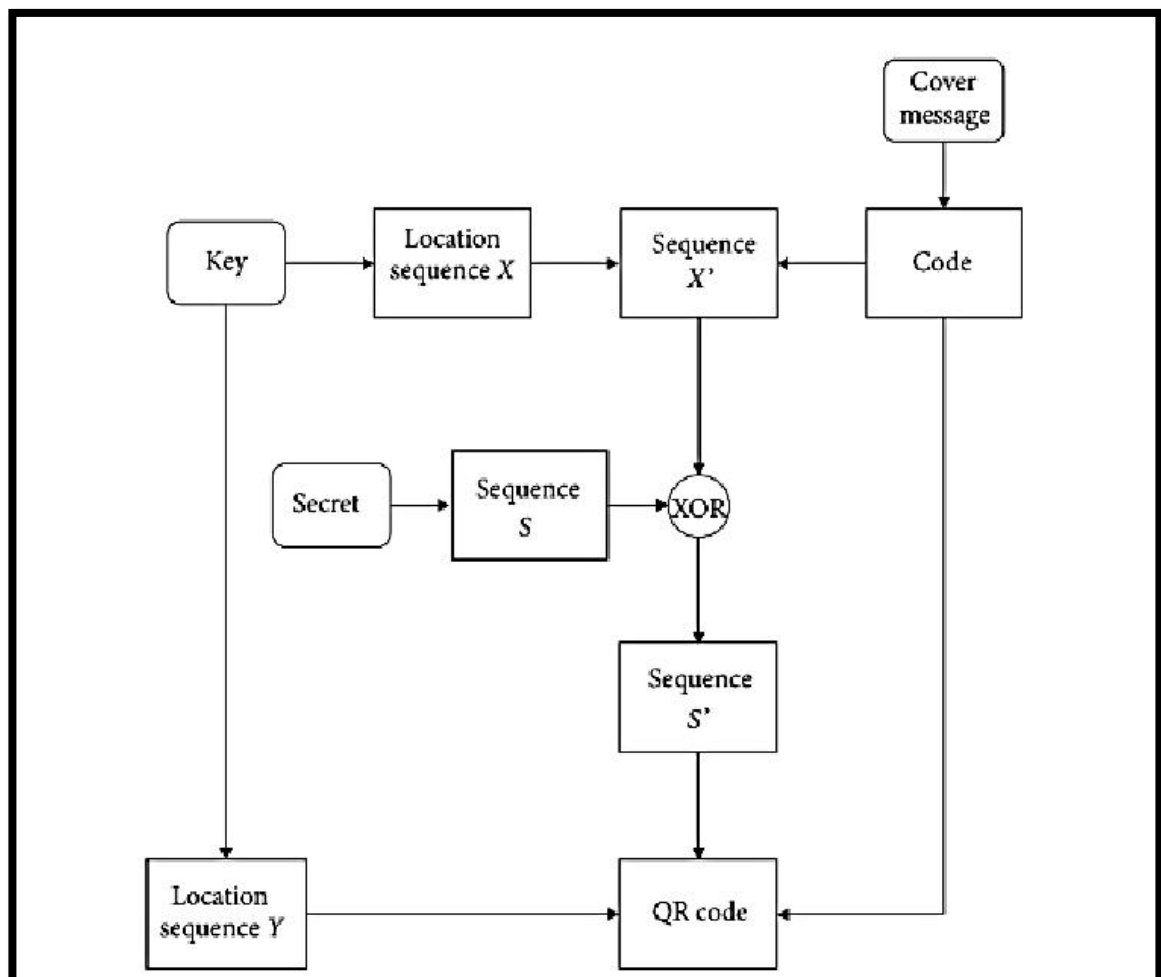 Cover
message
Key
Location
sequence X
Sequence
X’
Code
Secret
Sequence
S
XOR
Sequence
S’
Location
sequence Y
QR code